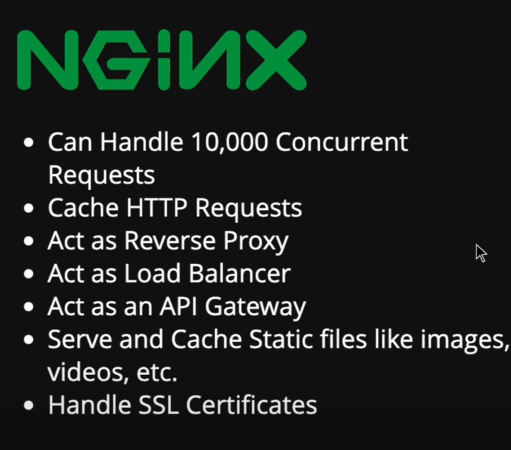 NGiNX
• Can Handle 10,000 Concurrent
Requests
• Cache HTTP Requests
• Act as Reverse Proxy
• Act as Load Balancer
• Act as an API Gateway
• Serve and Cache Static files like images,
videos, etc.
• Handle SSL Certificates